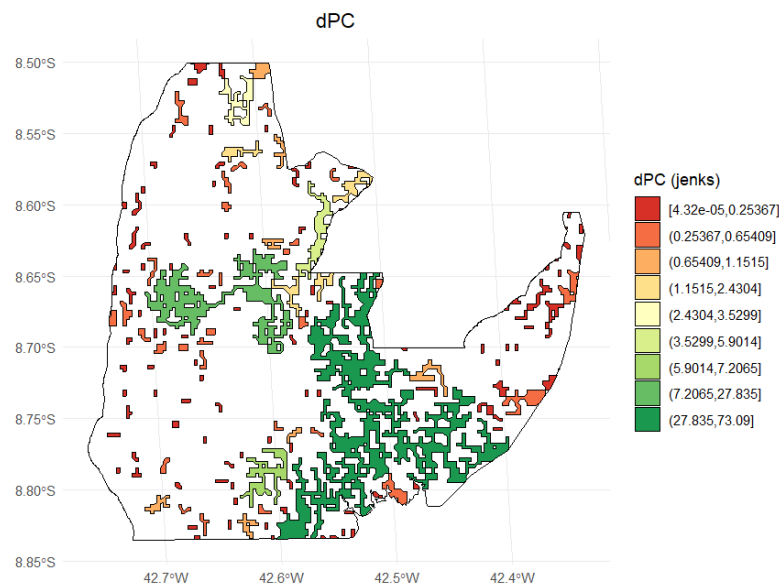 dPC
8.50°S
8.55°S
8.60°S
8.65°S
8.70°S
8.75°S
8.80°S
8.85°S
42.7°W
42.6°W
42.5°W
42.4°W
dPC (jenks)
[4.32e-05,0.25367]
(0.25367,0.65409]
(0.65409,1.1515]
(1.1515,2.4304]
(2.4304,3.5299]
(3.5299,5.9014]
(5.9014,7.2065]
(7.2065,27.835]
(27.835,73.09]